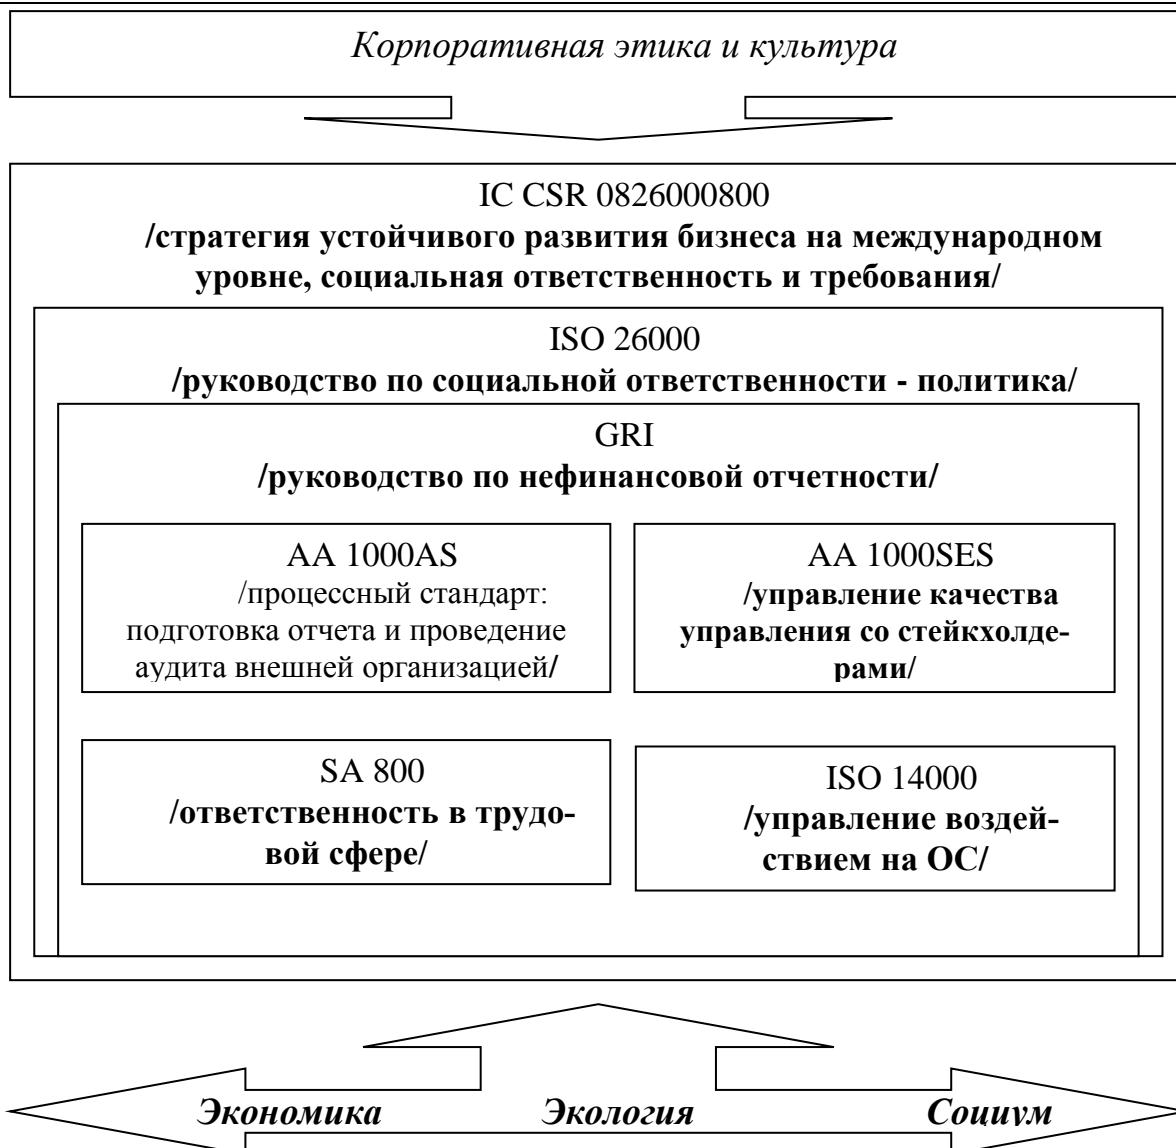 Корпоративная этика и культура
IC CSR 0826000800
/стратегия устойчивого развития бизнеса на международном
уровне, социальная ответственность и требования/
ISO 26000
/руководство по социальной ответственности - политика/
GRI
/руководство по нефинансовой отчетности/
AA 1000AS
/процессный стандарт:
подготовка отчета и проведение
аудита внешней организацией/
AA 1000SES
/управление качества
управления со стейкхолде-
рами/
SA 800
/ответственность в трудо-
вой сфере/
ISO 14000
/управление воздей-
ствием на ОС/
Экономика Экология Социум